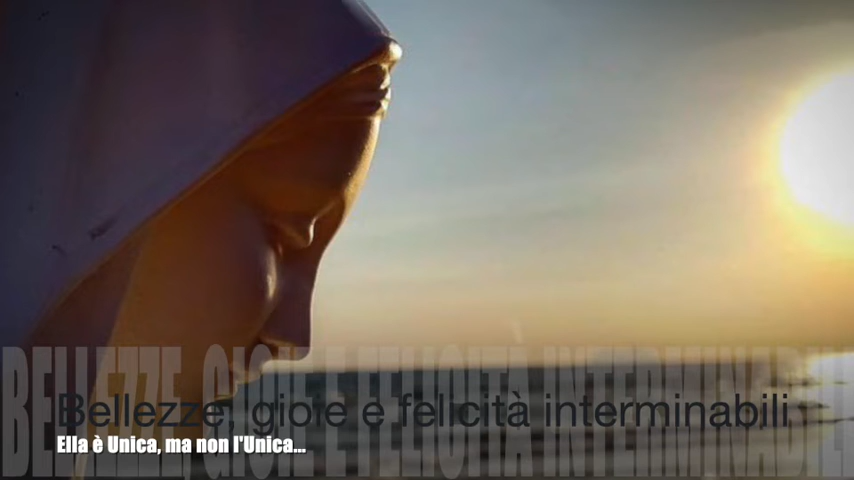 BELLEZZE, GIOIE E FELICITÀ INTERMINABILI
Bellezze, gioie e felicità interminabili
Ella è Unica, ma non l'Unica...